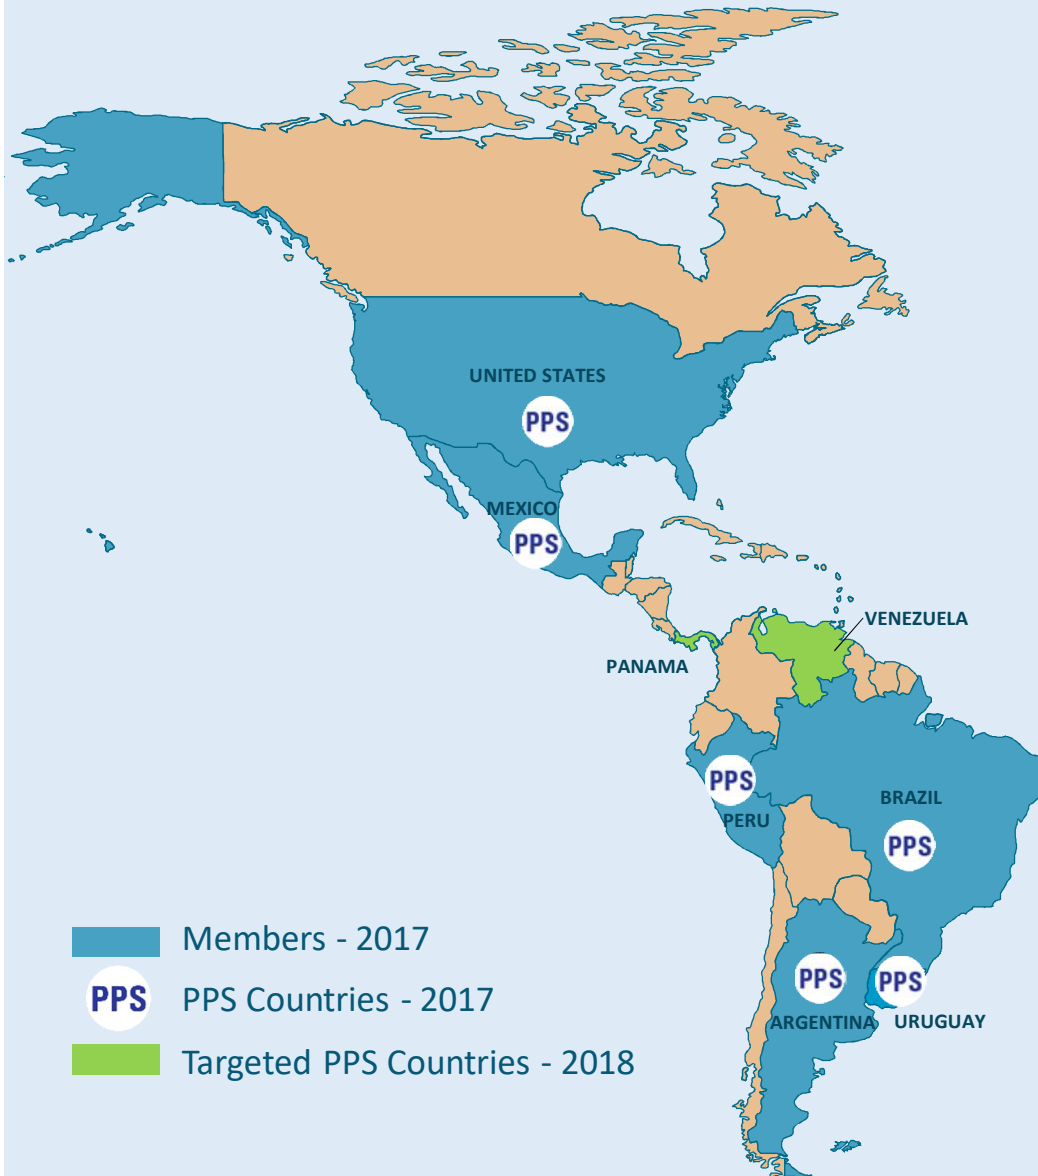 UNITED STATES
PPS
MEXICO
PPS
VENEZUELA
PANAMA
PPS
PERU
BRAZIL
PPS
PPS
PPS
ARGENTINA
URUGUAY
Members - 2017
PPS
PPS Countries - 2017
Targeted PPS Countries - 2018